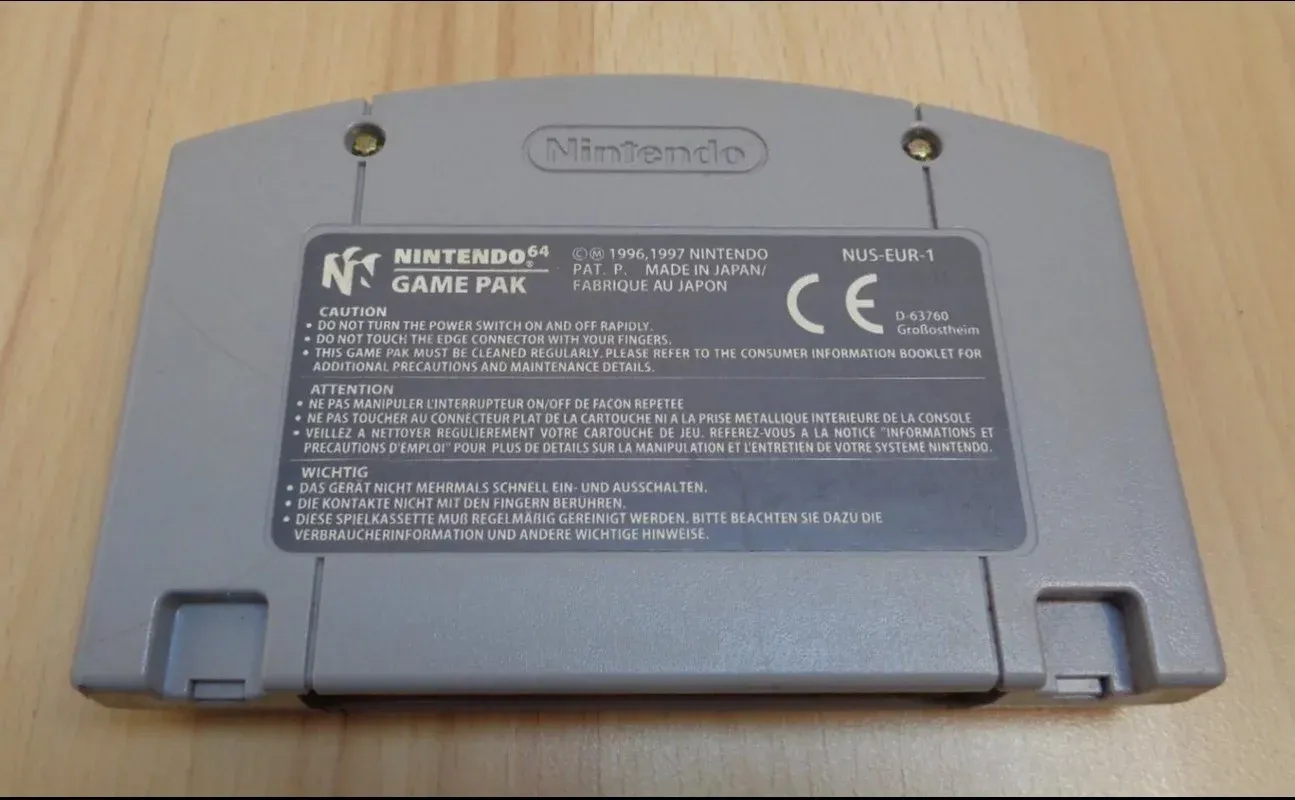 Nintendo
NINTENDO⁶⁴®
GAME PAK
©Ⓜ 1996,1997 NINTENDO
PAT. P. MADE IN JAPAN/
FABRIQUE AU JAPON
NUS-EUR-1
CE
D-63760
Großostheim
CAUTION
• DO NOT TURN THE POWER SWITCH ON AND OFF RAPIDLY.
• DO NOT TOUCH THE EDGE CONNECTOR WITH YOUR FINGERS.
• THIS GAME PAK MUST BE CLEANED REGULARLY. PLEASE REFER TO THE CONSUMER INFORMATION BOOKLET FOR
ADDITIONAL PRECAUTIONS AND MAINTENANCE DETAILS.
ATTENTION
• NE PAS MANIPULER L'INTERRUPTEUR ON/OFF DE FACON REPETEE
• NE PAS TOUCHER AU CONNECTEUR PLAT DE LA CARTOUCHE NI A LA PRISE METALLIQUE INTERIEURE DE LA CONSOLE
• VEILLEZ A NETTOYER REGULIEREMENT VOTRE CARTOUCHE DE JEU. REFEREZ-VOUS A LA NOTICE "INFORMATIONS ET
PRECAUTIONS D'EMPLOI" POUR PLUS DE DETAILS SUR LA MANIPULATION ET L'ENTRETIEN DE VOTRE SYSTEME NINTENDO.
WICHTIG
• DAS GERÄT NICHT MEHRMALS SCHNELL EIN- UND AUSSCHALTEN.
• DIE KONTAKTE NICHT MIT DEN FINGERN BERÜHREN.
• DIESE SPIELKASSETTE MUß REGELMÄßIG GEREINIGT WERDEN. BITTE BEACHTEN SIE DAZU DIE
VERBRAUCHERINFORMATION UND ANDERE WICHTIGE HINWEISE.